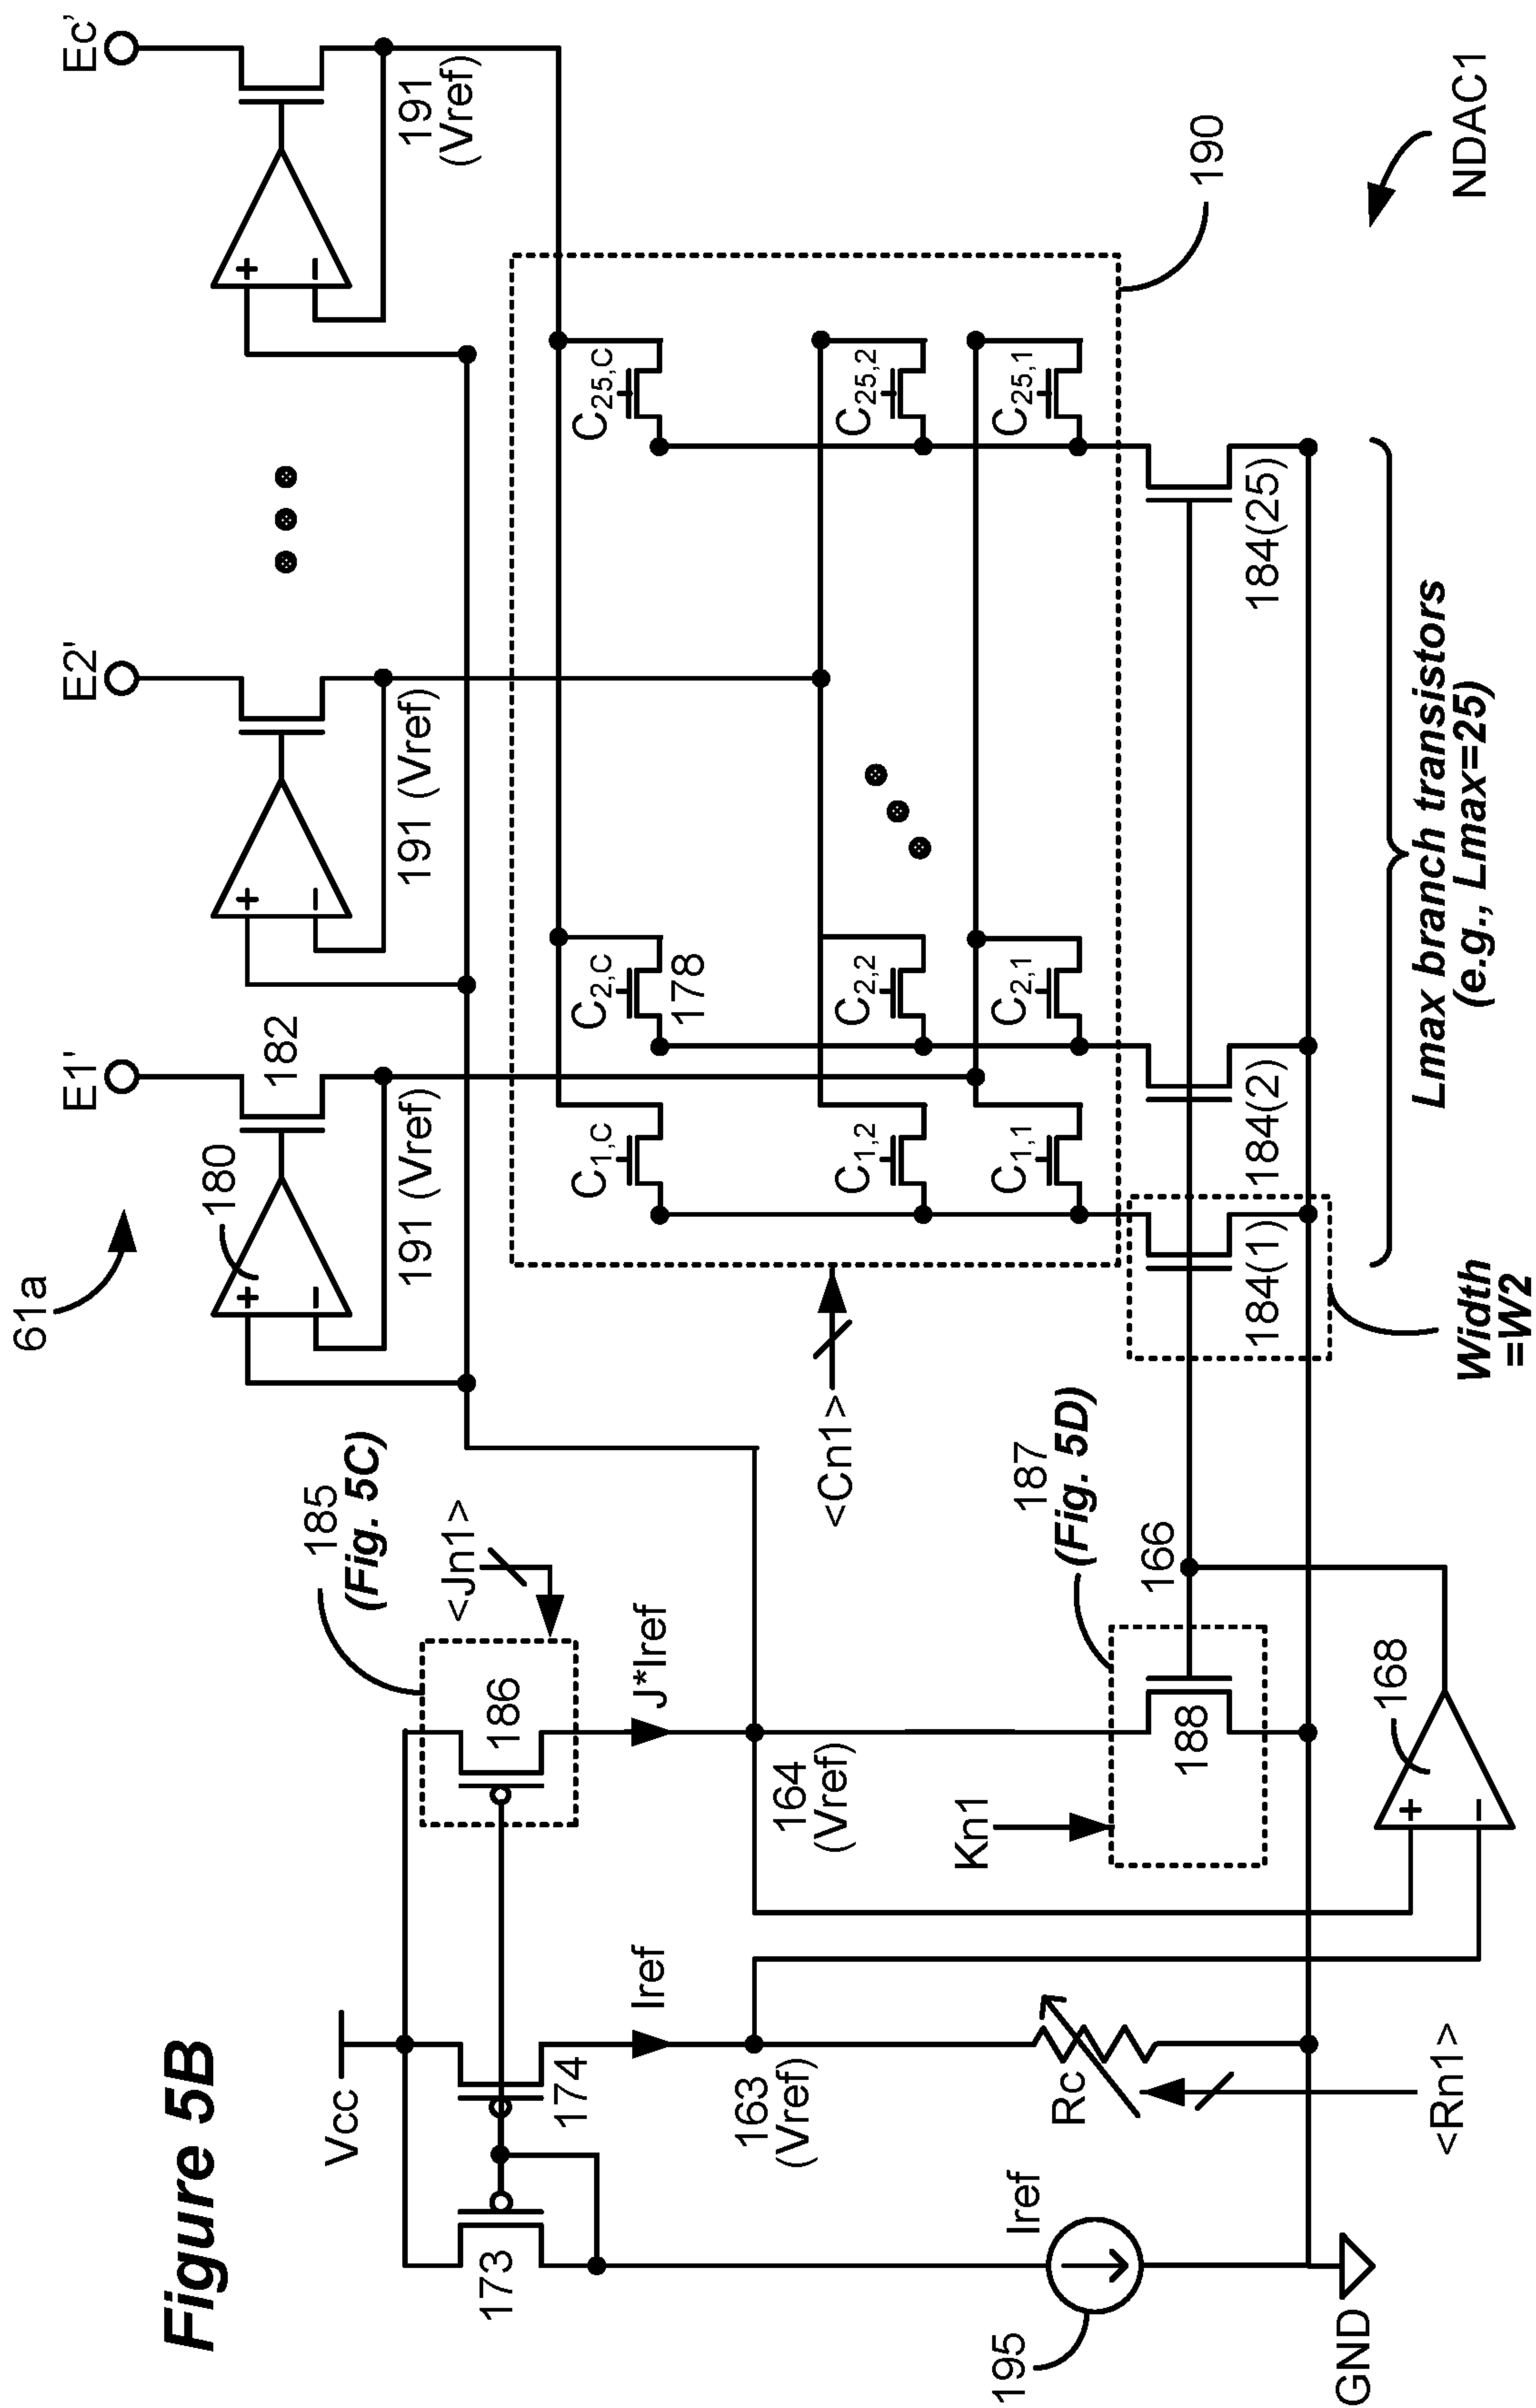 Figure 5B
61a
E1'
E2'
Ec'
180
182
191 (Vref)
191 (Vref)
191
(Vref)
+
−
+
−
+
−
Vcc
185
(Fig. 5C)
<Jn1>
173
174
186
Iref
J*Iref
163
(Vref)
164
(Vref)
C1,C
C2,C
178
C25,C
C1,2
C2,2
C25,2
C1,1
C2,1
C25,1
190
<Cn1>
Kn1
187
(Fig. 5D)
166
188
Rc
Iref
195
184(1)
184(2)
184(25)
168
+
−
GND
<Rn1>
Width
=W2
Lmax branch transistors
(e.g., Lmax=25)
NDAC1